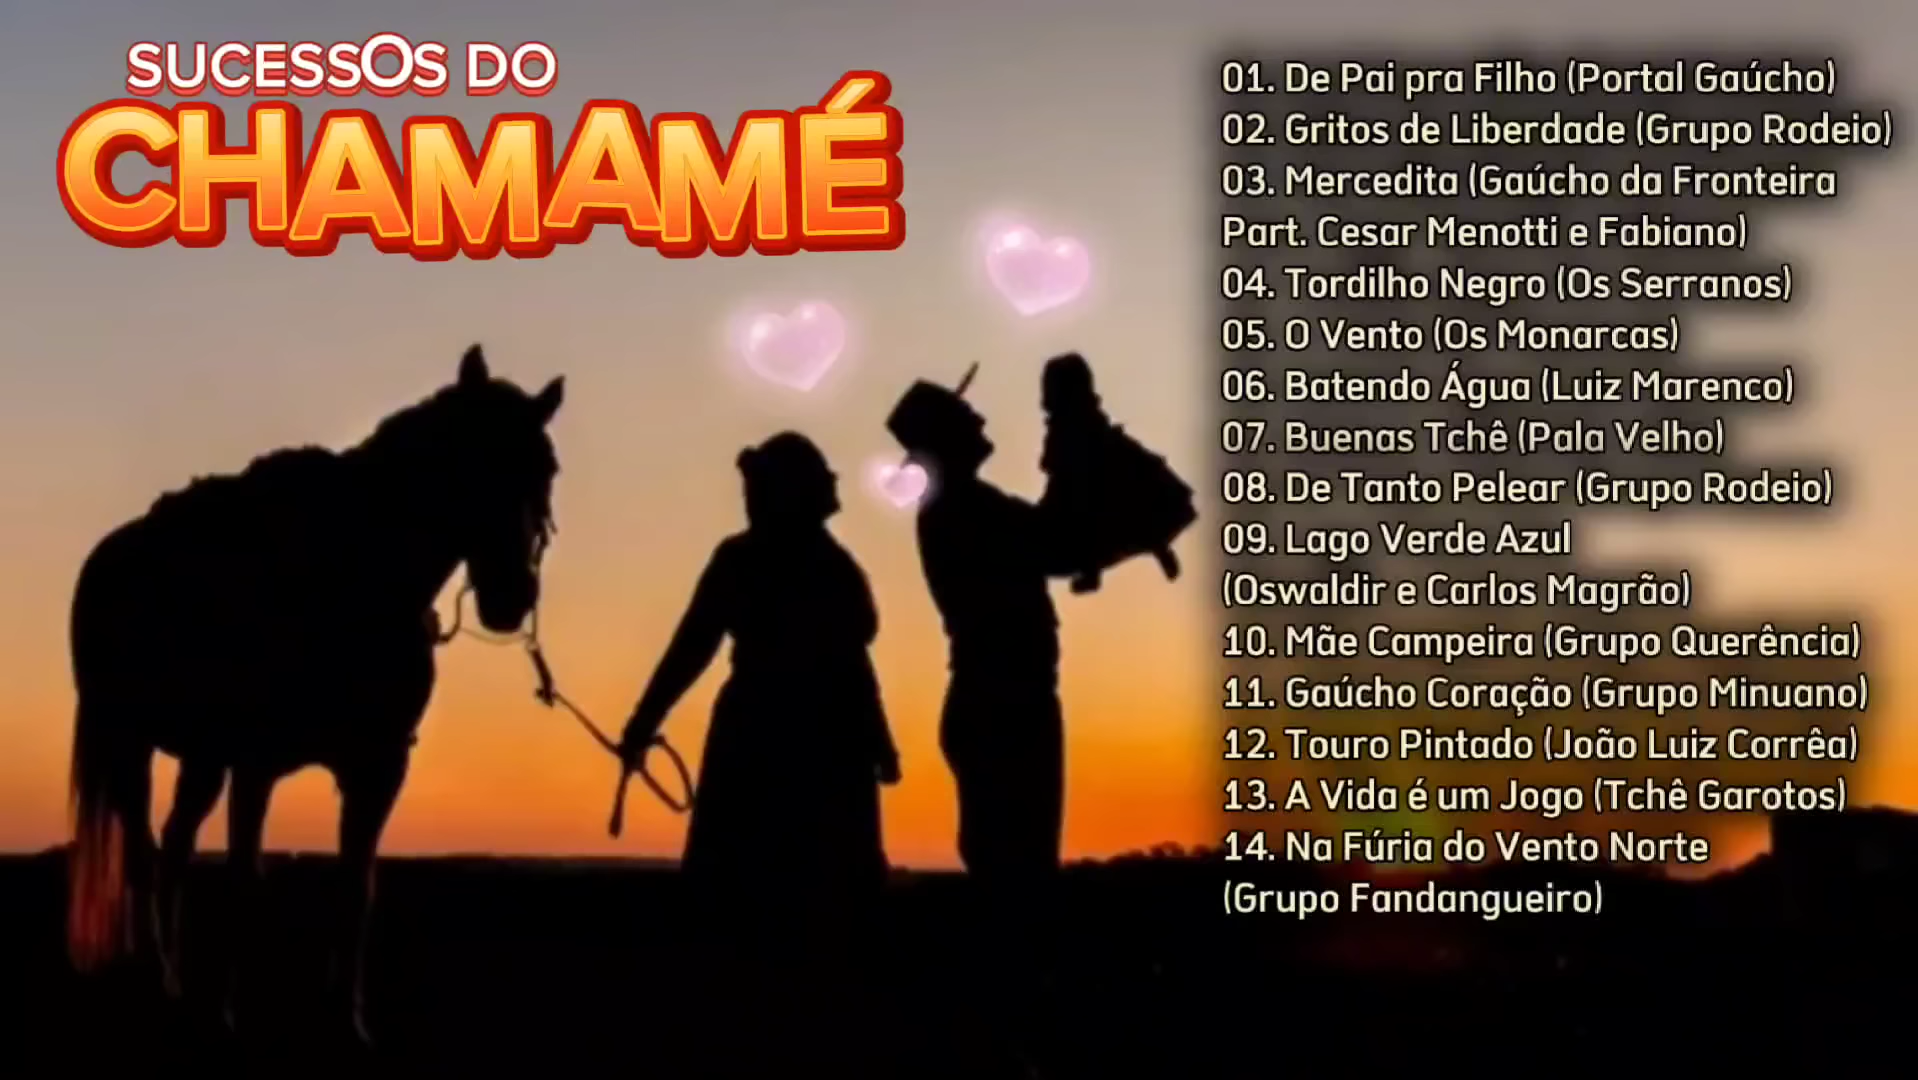 SUCESSOS DO
CHAMAMÉ
01. De Pai pra Filho (Portal Gaúcho)
02. Gritos de Liberdade (Grupo Rodeio)
03. Mercedita (Gaúcho da Fronteira
Part. Cesar Menotti e Fabiano)
04. Tordilho Negro (Os Serranos)
05. O Vento (Os Monarcas)
06. Batendo Água (Luiz Marenco)
07. Buenas Tchê (Pala Velho)
08. De Tanto Pelear (Grupo Rodeio)
09. Lago Verde Azul
(Oswaldir e Carlos Magrão)
10. Mãe Campeira (Grupo Querência)
11. Gaúcho Coração (Grupo Minuano)
12. Touro Pintado (João Luiz Corrêa)
13. A Vida é um Jogo (Tchê Garotos)
14. Na Fúria do Vento Norte
(Grupo Fandangueiro)